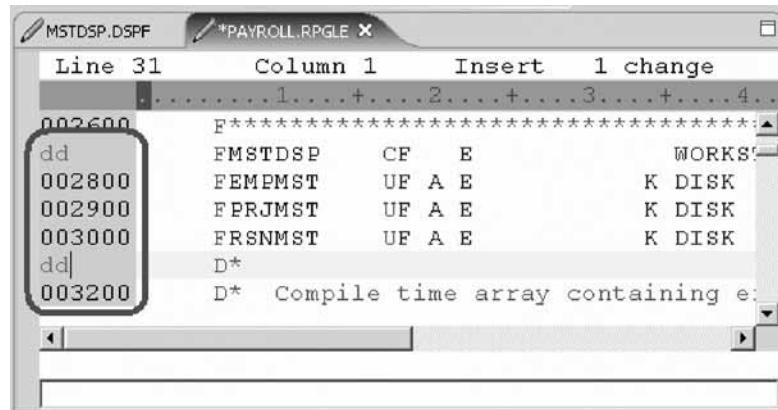 MSTDSP.DSPF *PAYROLL.RPGLE
Line 31 Column 1 Insert 1 change
.........1....+....2....+....3....+....4..
002600 F************************************
dd FMSTDSP CF E WORKS
002800 FEMPMST UF A E K DISK
002900 FPRJMST UF A E K DISK
003000 FRSNMST UF A E K DISK
dd D*
003200 D* Compile time array containing e